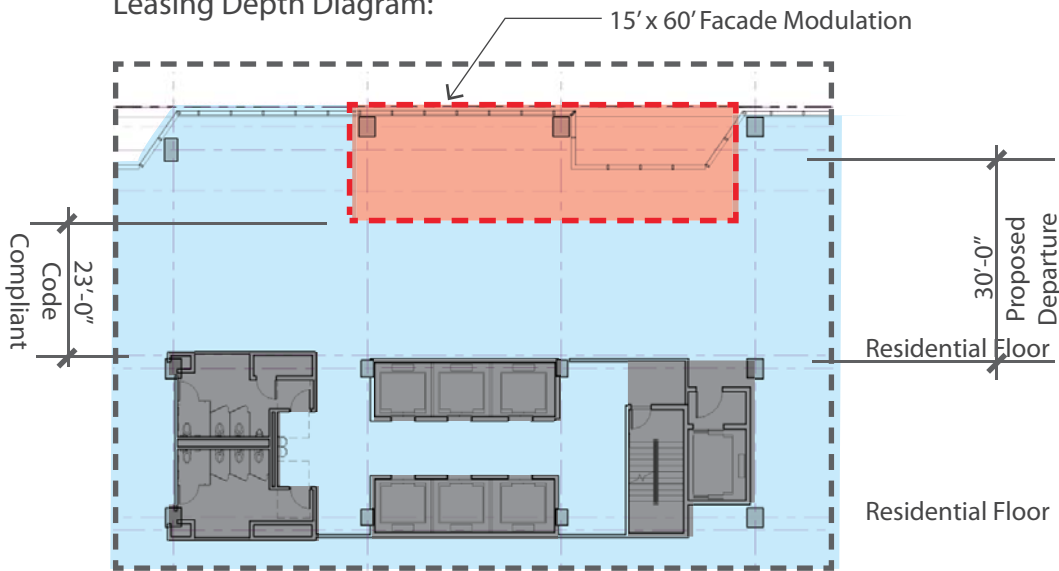 Leasing Depth Diagram:
15’ x 60’ Facade Modulation
23’-0”
Code
Compliant
30’-0”
Proposed
Departure
Residential Floor
Residential Floor